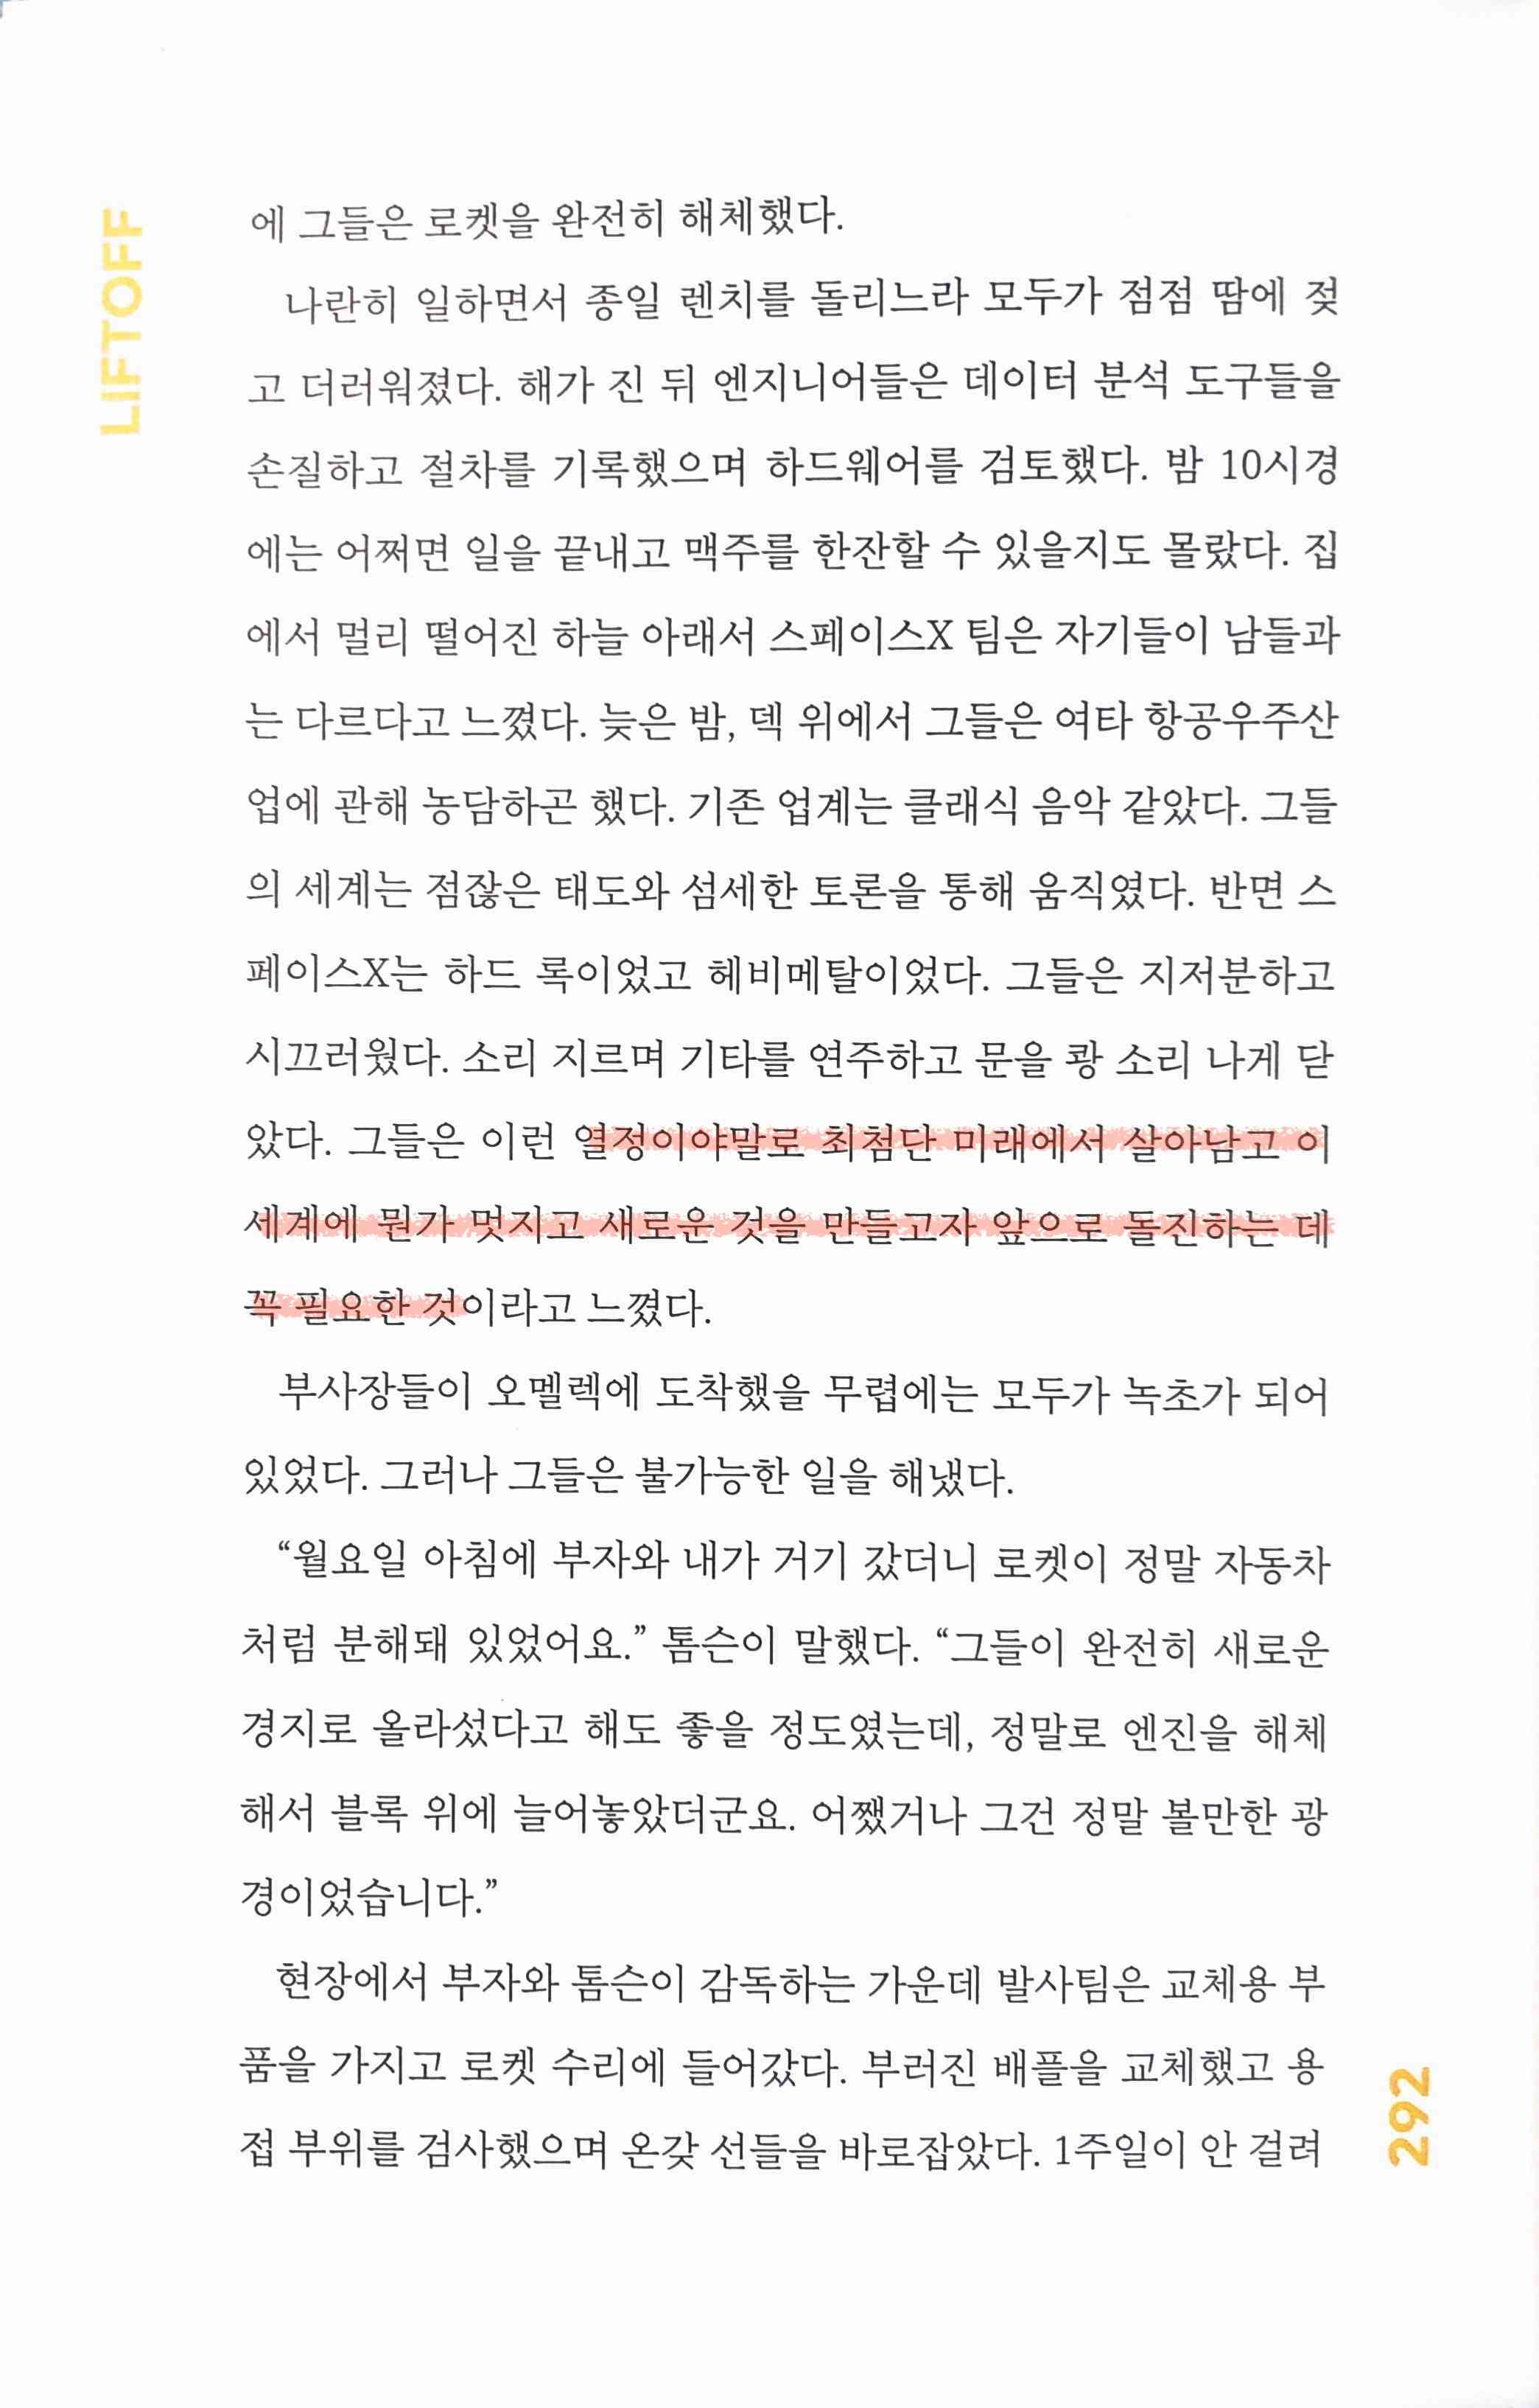 LIFTOFF
에 그들은 로켓을 완전히 해체했다.
나란히 일하면서 종일 렌치를 돌리느라 모두가 점점 땀에 젖
고 더러워졌다. 해가 진 뒤 엔지니어들은 데이터 분석 도구들을
손질하고 절차를 기록했으며 하드웨어를 검토했다. 밤 10시경
에는 어쩌면 일을 끝내고 맥주를 한잔할 수 있을지도 몰랐다. 집
에서 멀리 떨어진 하늘 아래서 스페이스X 팀은 자기들이 남들과
는 다르다고 느꼈다. 늦은 밤, 덱 위에서 그들은 여타 항공우주산
업에 관해 농담하곤 했다. 기존 업계는 클래식 음악 같았다. 그들
의 세계는 점잖은 태도와 섬세한 토론을 통해 움직였다. 반면 스
페이스X는 하드 록이었고 헤비메탈이었다. 그들은 지저분하고
시끄러웠다. 소리 지르며 기타를 연주하고 문을 쾅 소리 나게 닫
았다. 그들은 이런 열정이야말로 최첨단 미래에서 살아남고 이
세계에 뭔가 멋지고 새로운 것을 만들고자 앞으로 돌진하는 데
꼭 필요한 것이라고 느꼈다.
부사장들이 오멜렉에 도착했을 무렵에는 모두가 녹초가 되어
있었다. 그러나 그들은 불가능한 일을 해냈다.
“월요일 아침에 부자와 내가 거기 갔더니 로켓이 정말 자동차
처럼 분해돼 있었어요.” 톰슨이 말했다. “그들이 완전히 새로운
경지로 올라섰다고 해도 좋을 정도였는데, 정말로 엔진을 해체
해서 블록 위에 늘어놓았더군요. 어쨌거나 그건 정말 볼만한 광
경이었습니다.”
현장에서 부자와 톰슨이 감독하는 가운데 발사팀은 교체용 부
품을 가지고 로켓 수리에 들어갔다. 부러진 배플을 교체했고 용
접 부위를 검사했으며 온갖 선들을 바로잡았다. 1주일이 안 걸려
292